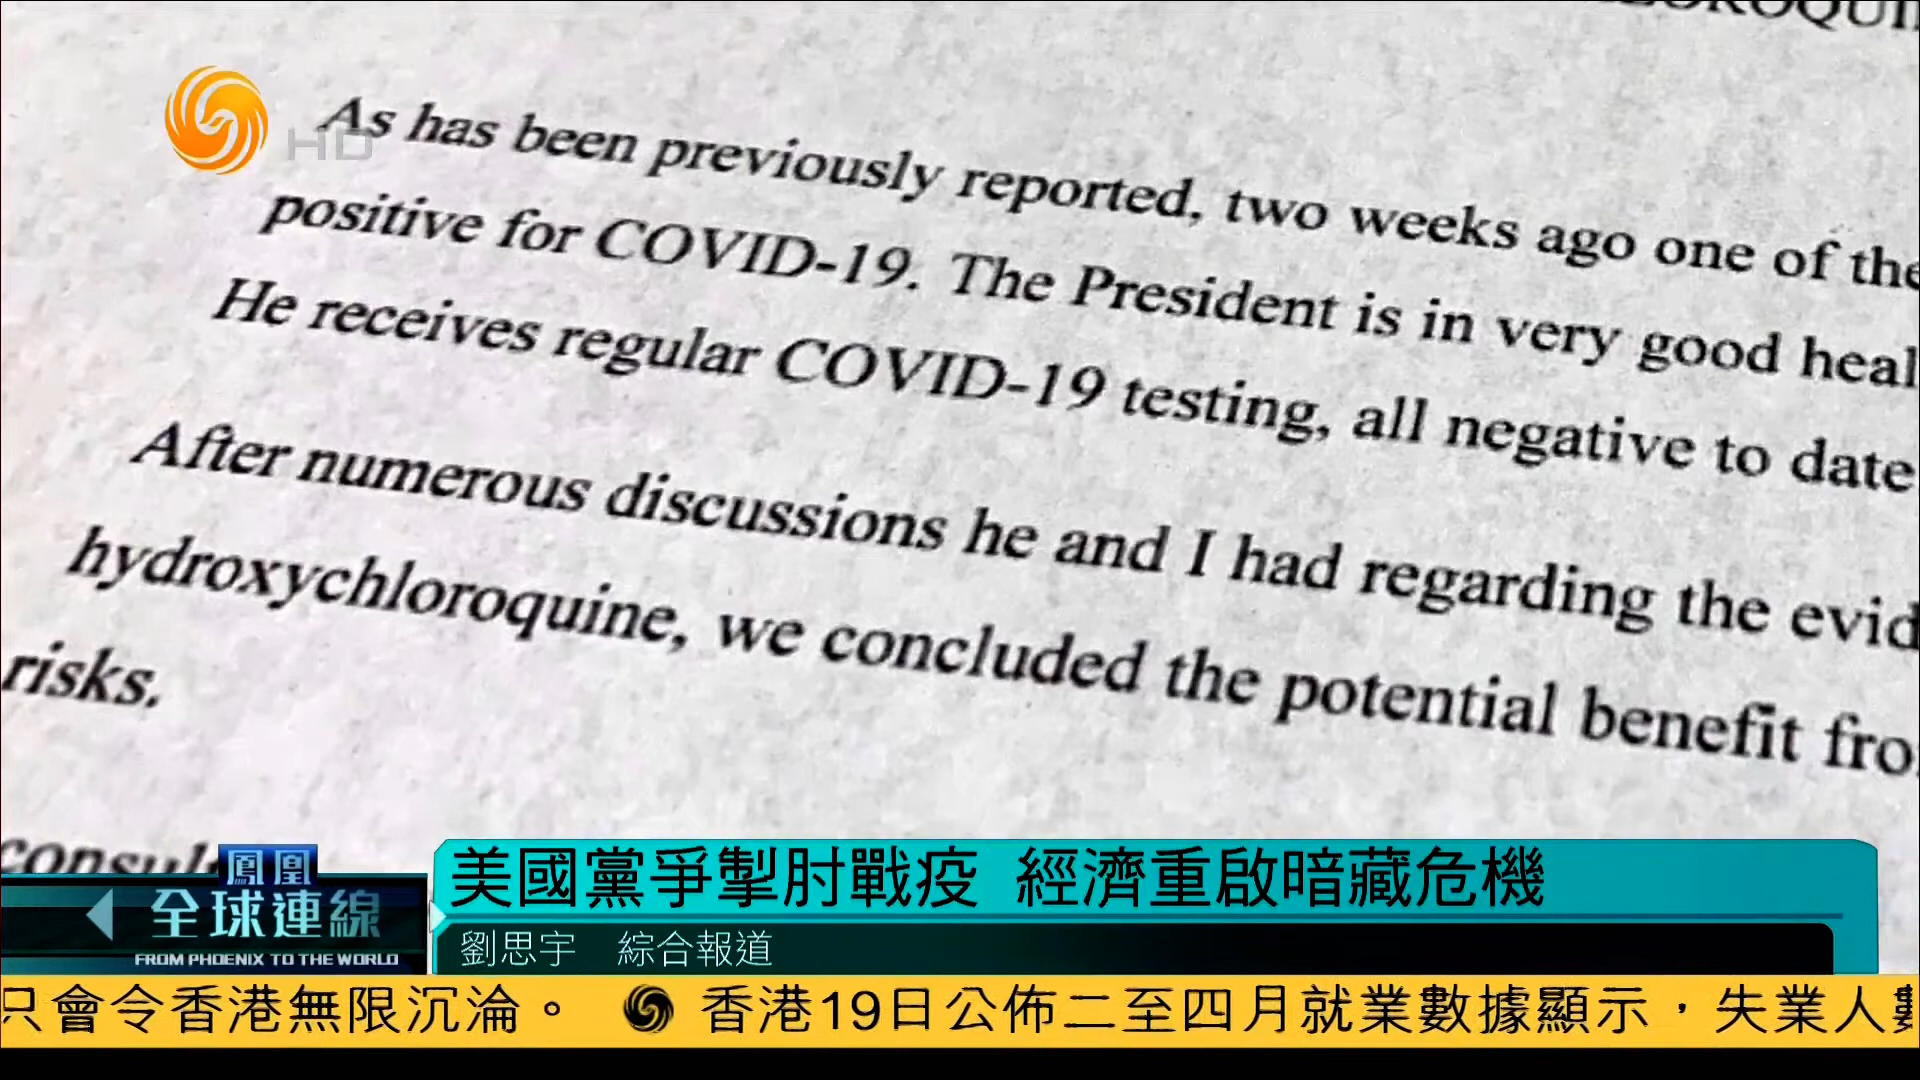 HD
As has been previously reported, two weeks ago one of the
positive for COVID-19. The President is in very good
He receives regular COVID-19 testing, all negative to date
After numerous discussions he and I had regarding the
hydroxychloroquine, we concluded the potential benefit
risks.
鳳凰
全球連線
FROM PHOENIX TO THE WORLD
美國黨爭掣肘戰疫 經濟重啟暗藏危機
劉思宇 綜合報道
只會令香港無限沉淪。 香港19日公佈二至四月就業數據顯示，失業人